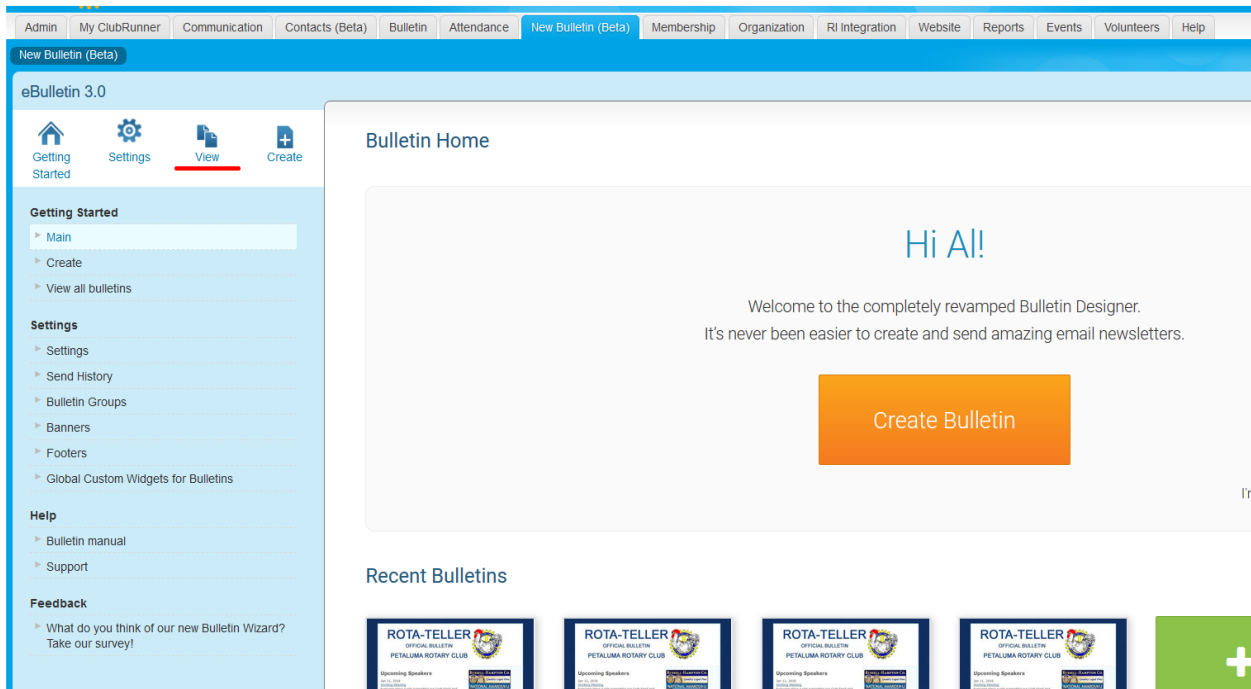 Admin My ClubRunner Communication Contacts (Beta) Bulletin Attendance New Bulletin (Beta) Membership Organization RI Integration Website Reports Events Volunteers Help
New Bulletin (Beta)
eBulletin 3.0
Getting Started
Settings
View
Create
Getting Started
Main
Create
View all bulletins
Settings
Settings
Send History
Bulletin Groups
Banners
Footers
Global Custom Widgets for Bulletins
Help
Bulletin manual
Support
Feedback
What do you think of our new Bulletin Wizard?
Take our survey!
Bulletin Home
Hi Al!
Welcome to the completely revamped Bulletin Designer.
It's never been easier to create and send amazing email newsletters.
Create Bulletin
Recent Bulletins
ROTA-TELLER
OFFICIAL BULLETIN
PETALUMA ROTARY CLUB
Upcoming Speakers
ROTA-TELLER
OFFICIAL BULLETIN
PETALUMA ROTARY CLUB
Upcoming Speakers
ROTA-TELLER
OFFICIAL BULLETIN
PETALUMA ROTARY CLUB
Upcoming Speakers
ROTA-TELLER
OFFICIAL BULLETIN
PETALUMA ROTARY CLUB
Upcoming Speakers